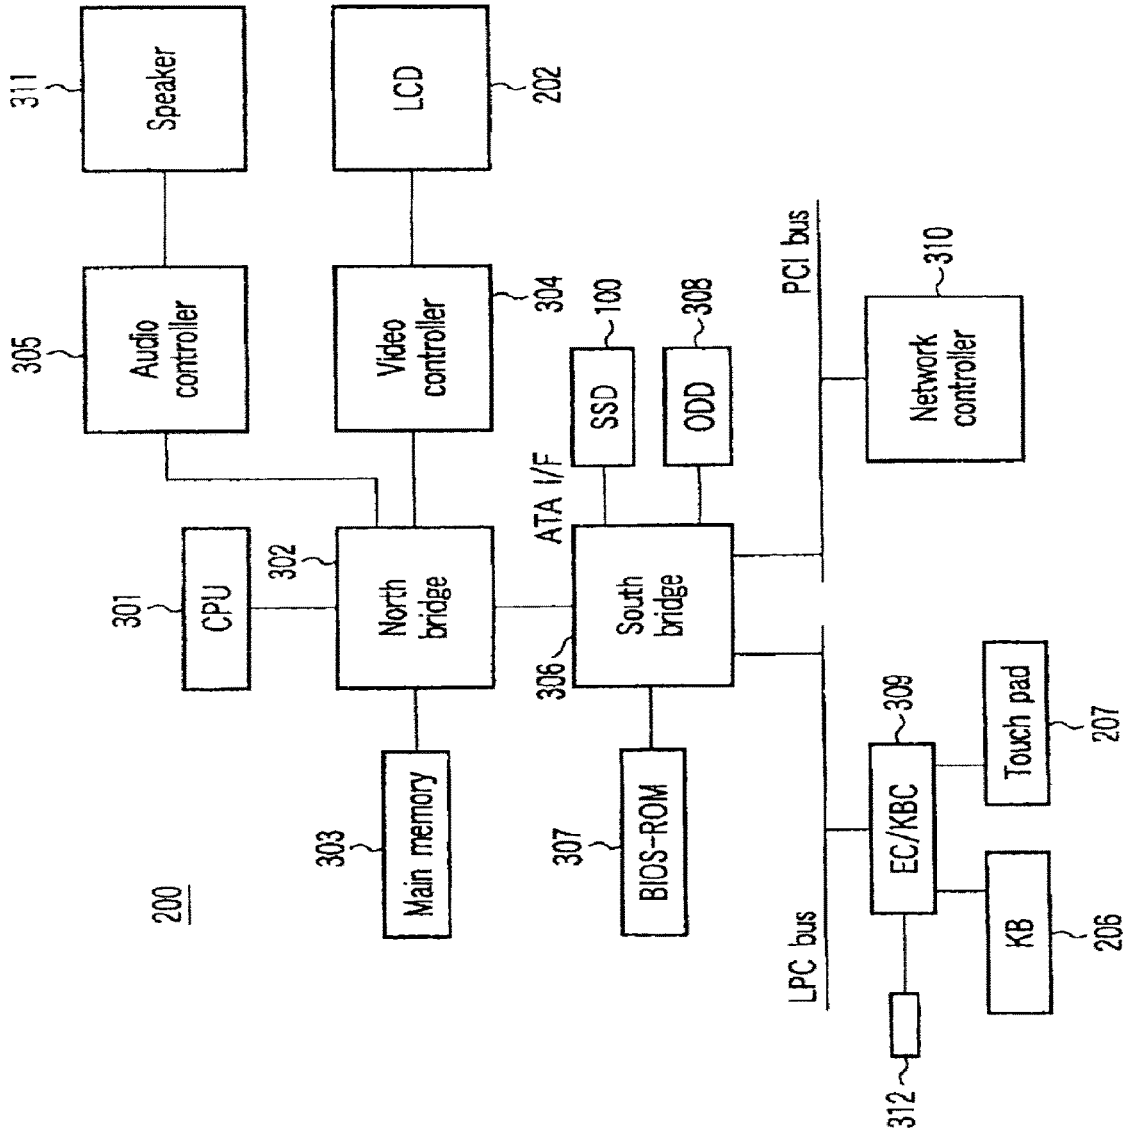 200
301
CPU
305
Audio
controller
311
Speaker
303
Main memory
302
North
bridge
304
Video
controller
202
LCD
307
BIOS-ROM
306
South
bridge
ATA I/F
SSD
100
ODD
308
LPC bus
PCI bus
312
EC/KBC
309
KB
206
Touch pad
207
Network
controller
310